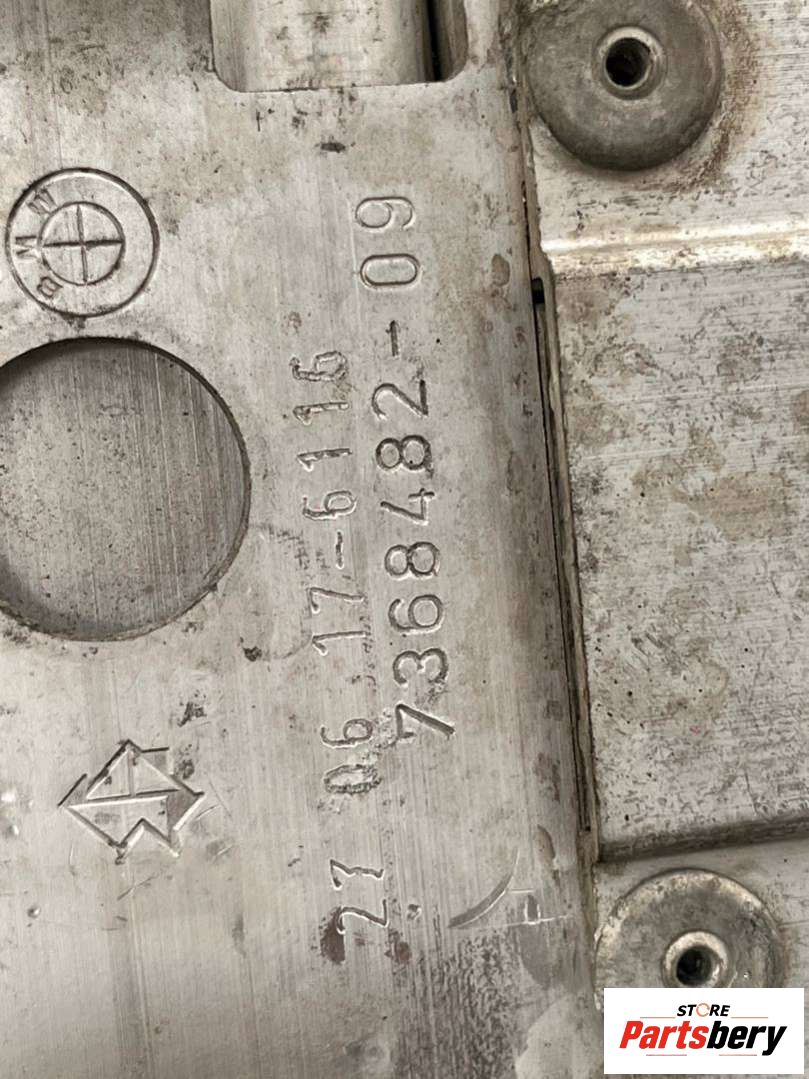 BMW
27 06 17-6116
7368482-09
STORE
Partsbery